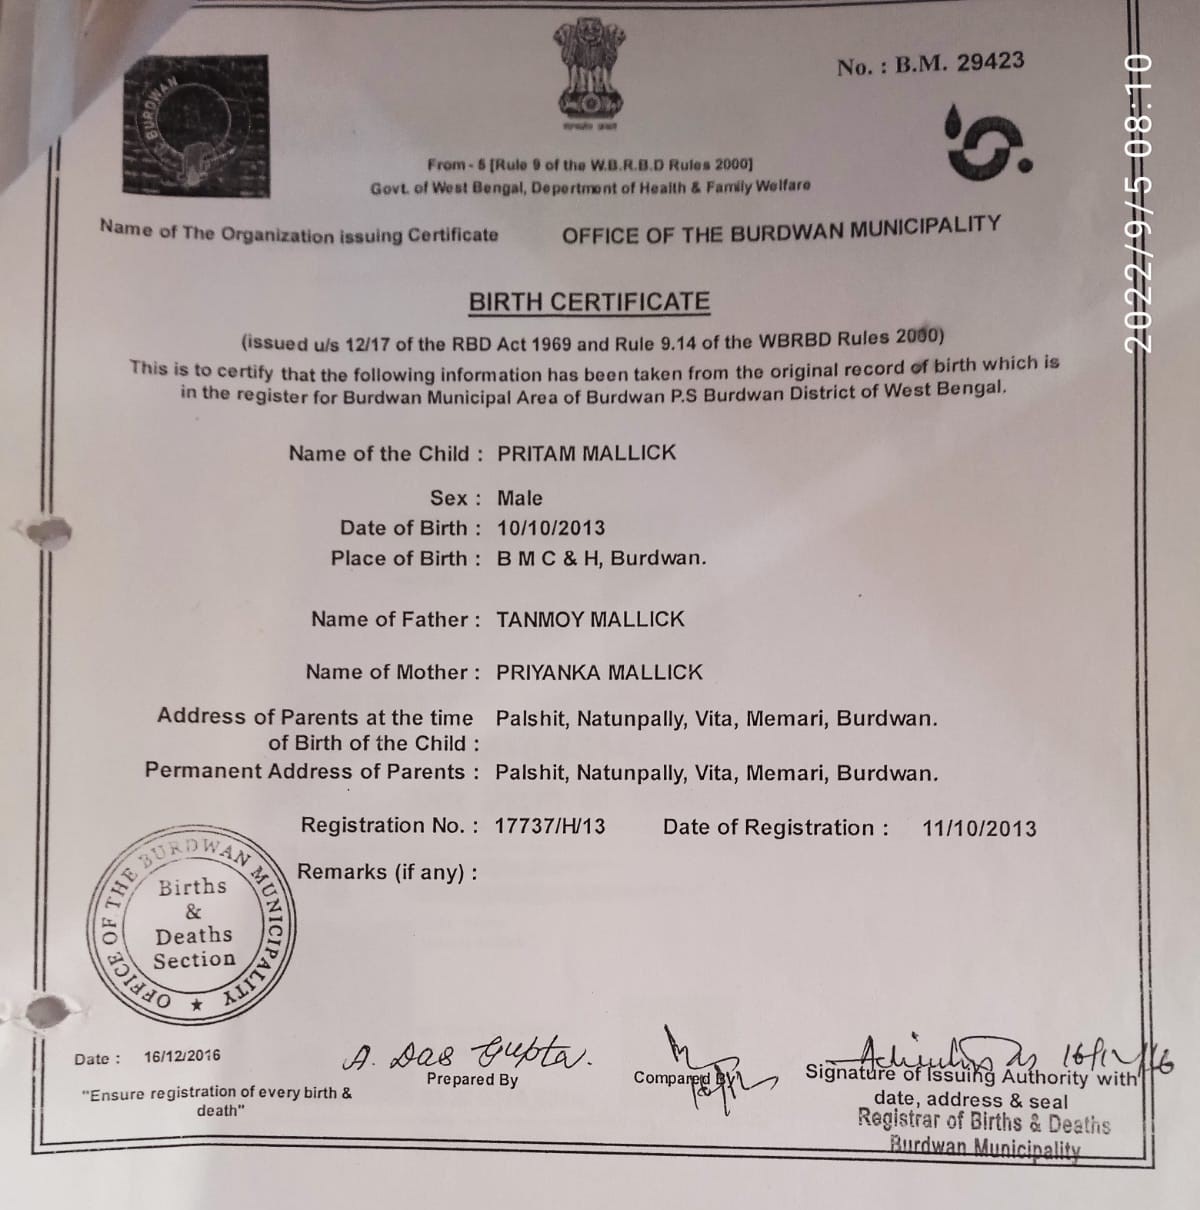 No. : B.M. 29423
BURDWAN
From - 5 [Rule 9 of the W.B.R.B.D Rules 2000]
Govt. of West Bengal, Depertment of Health & Family Welfare
Name of The Organization issuing Certificate OFFICE OF THE BURDWAN MUNICIPALITY
BIRTH CERTIFICATE
(issued u/s 12/17 of the RBD Act 1969 and Rule 9.14 of the WBRBD Rules 2000)
This is to certify that the following information has been taken from the original record of birth which is
in the register for Burdwan Municipal Area of Burdwan P.S Burdwan District of West Bengal.
Name of the Child : PRITAM MALLICK
Sex : Male
Date of Birth : 10/10/2013
Place of Birth : B M C & H, Burdwan.
Name of Father : TANMOY MALLICK
Name of Mother : PRIYANKA MALLICK
Address of Parents at the time Palshit, Natunpally, Vita, Memari, Burdwan.
of Birth of the Child :
Permanent Address of Parents : Palshit, Natunpally, Vita, Memari, Burdwan.
Registration No. : 17737/H/13 Date of Registration : 11/10/2013
Remarks (if any) :
OFFICE OF THE BURDWAN MUNICIPALITY
Births
&
Deaths
Section
Date : 16/12/2016
A. Das Gupta.
Prepared By
Compared By
16/12/16
Signature of Issuing Authority with
date, address & seal
Registrar of Births & Deaths
Burdwan Municipality
"Ensure registration of every birth &
death"
2022/9/5 08:10